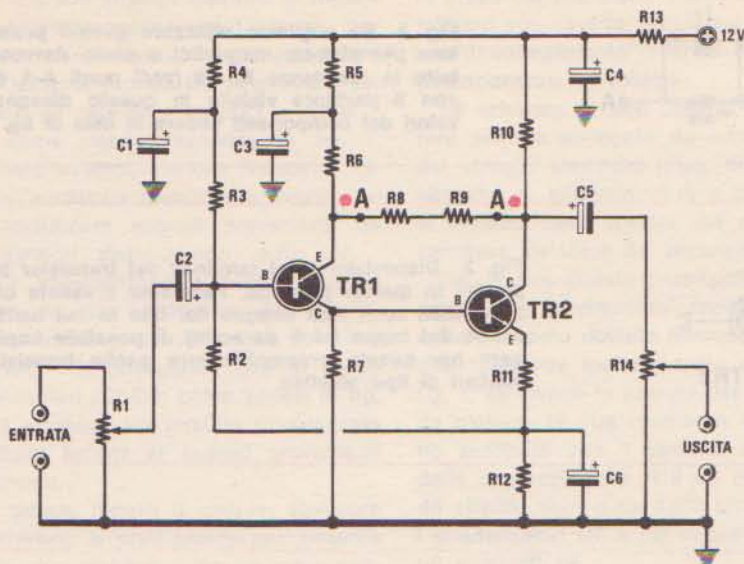 R13
12V
R4
R5
C4
C1
C3
R10
R6
R3
A
R8
R9
A
C5
C2
E
B
TR1
C
C
B
TR2
E
R2
R7
R11
R14
R1
ENTRATA
USCITA
R12
C6